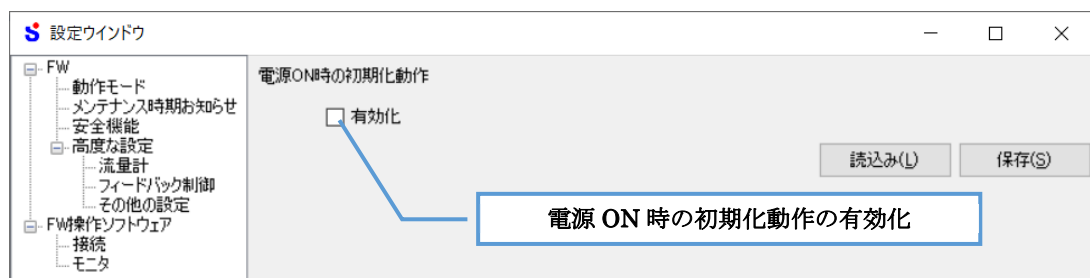 設定ウインドウ
FW
動作モード
メンテナンス時期お知らせ
安全機能
高度な設定
流量計
フィードバック制御
その他の設定
FW操作ソフトウェア
接続
モニタ
電源ON時の初期化動作
有効化
読込み(L)
保存(S)
電源 ON 時の初期化動作の有効化